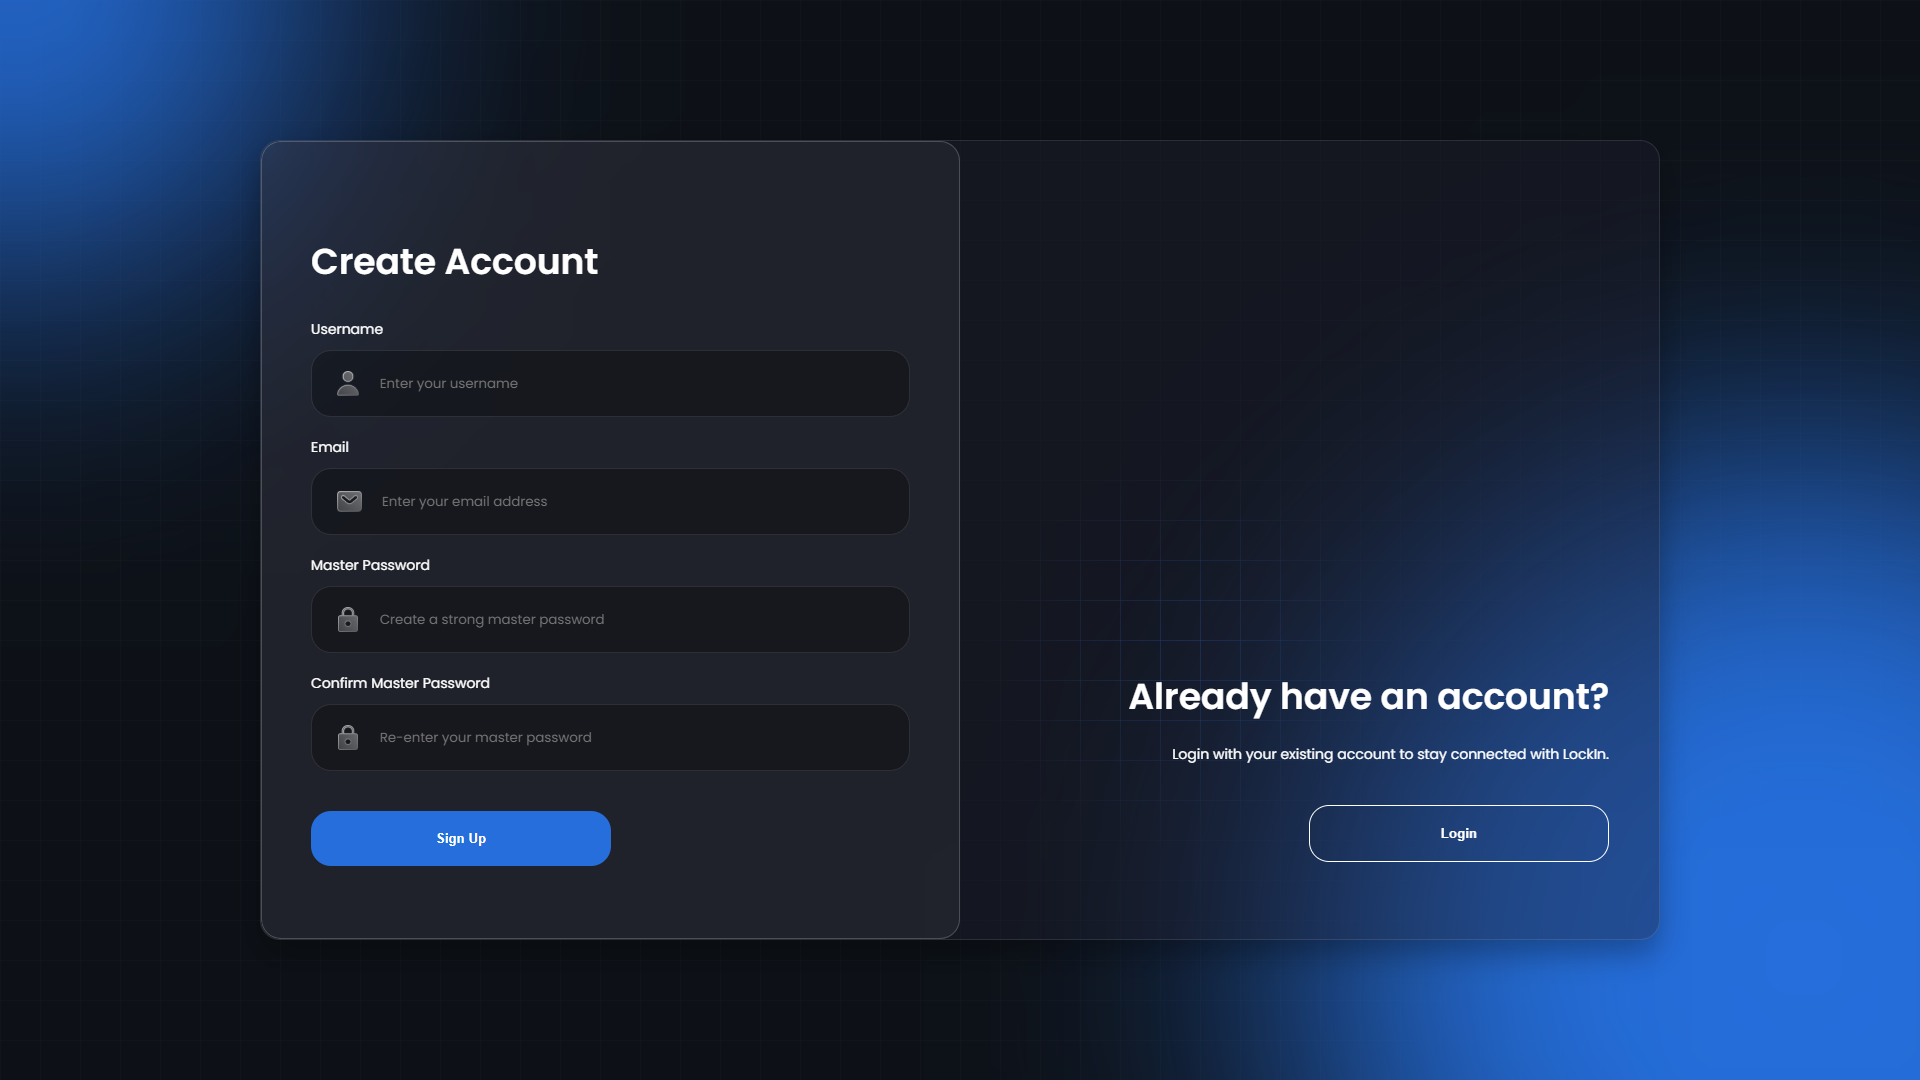 Create Account
Username
Enter your username
Email
Enter your email address
Master Password
Create a strong master password
Confirm Master Password
Re-enter your master password
Sign Up
Already have an account?
Login with your existing account to stay connected with LockIn.
Login